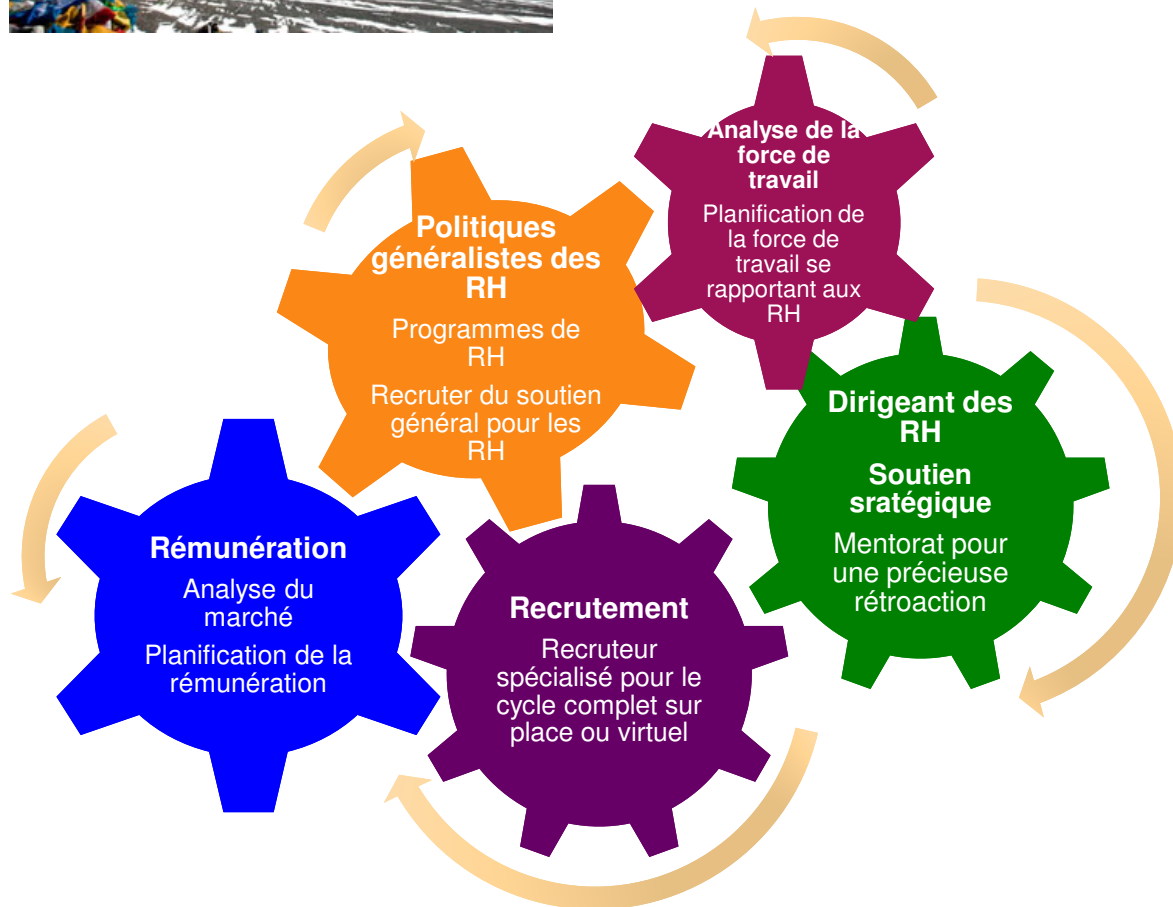 Analyse de la
force de
travail
Planification de
la force de
travail se
rapportant aux
RH
Politiques
généralistes des
RH
Programmes de
RH
Recruter du soutien
général pour les
RH
Dirigeant des
RH
Soutien
sratégique
Mentorat pour
une précieuse
rétroaction
Rémunération
Analyse du
marché
Planification de la
rémunération
Recrutement
Recruteur
spécialisé pour le
cycle complet sur
place ou virtuel